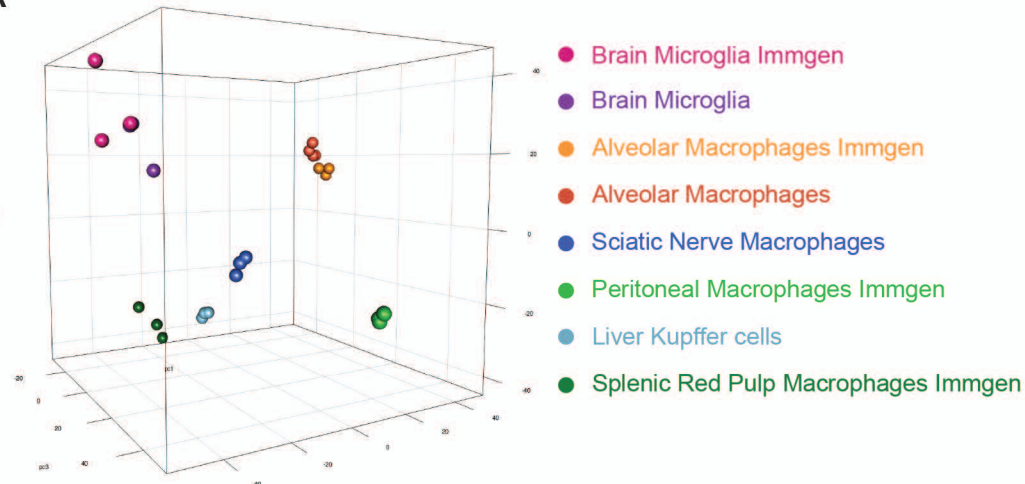 A
Brain Microglia Immgen
Brain Microglia
Alveolar Macrophages Immgen
Alveolar Macrophages
Sciatic Nerve Macrophages
Peritoneal Macrophages Immgen
Liver Kupffer cells
Splenic Red Pulp Macrophages Immgen
40
20
0
-20
-40
pc1
-20
0
20
40
pc3
40
20
0
-20
-40